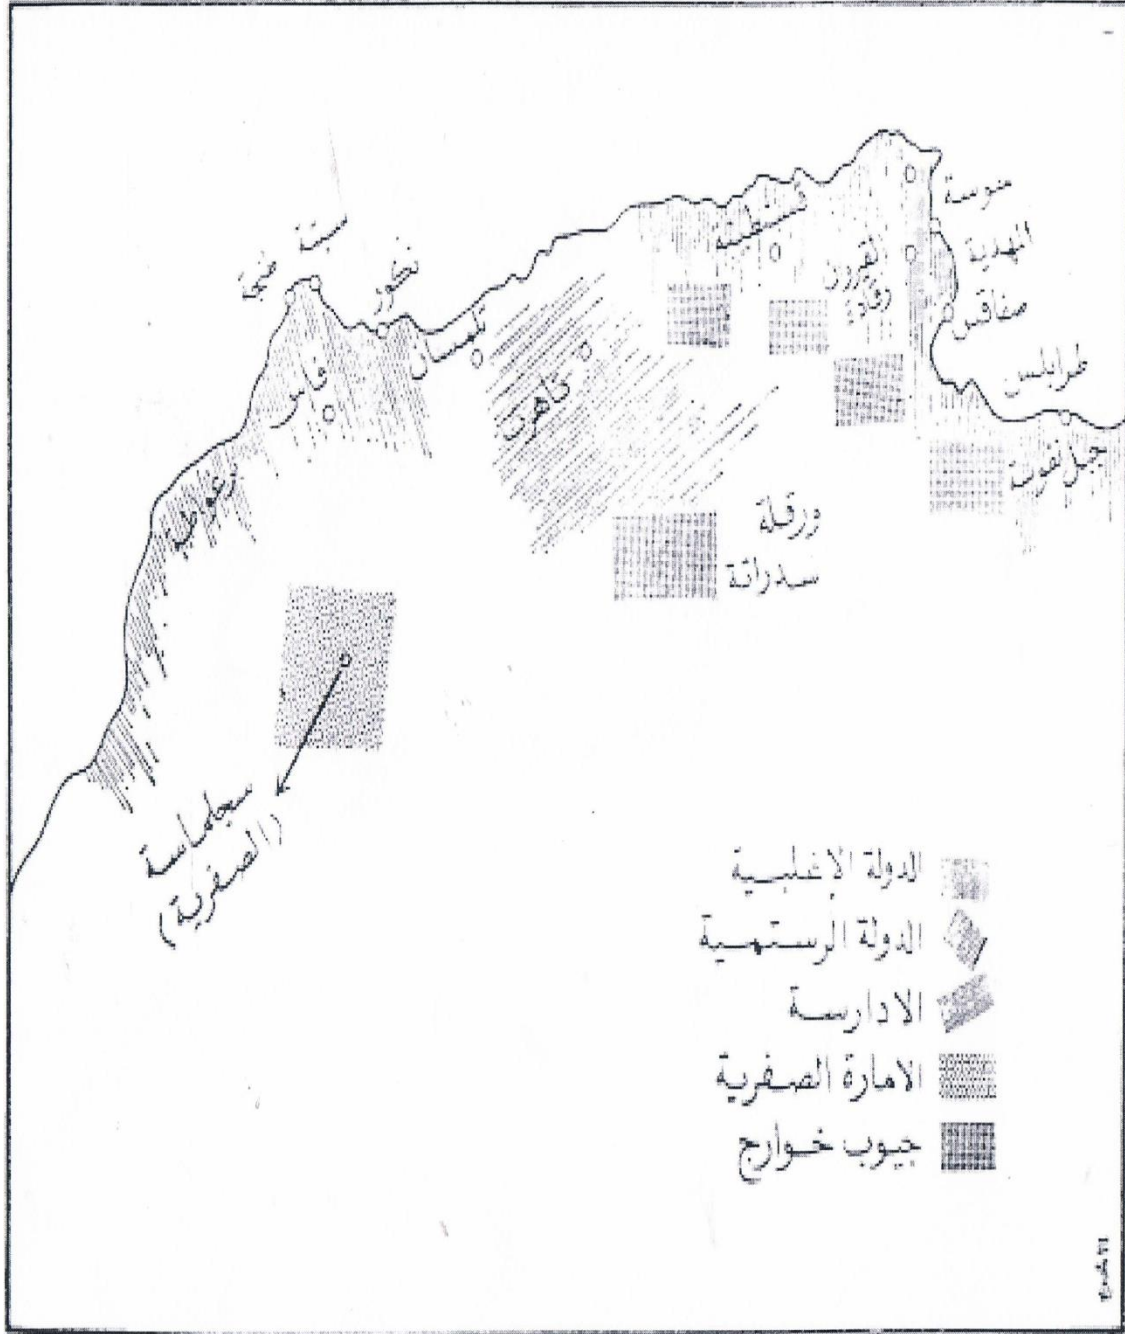 سبتة
طنجة
نكور
تلمسان
فاس
برغواطية
تاهرت
قسنطينة
القيروان
رقادة
سوسة
المهدية
صفاقس
طرابلس
جبل نفوسة
ورقلة
سدراتة
سجلماسة
(الصفرية)
الدولة الإغلبية
الدولة الرستمية
الادارسة
الامارة الصفرية
جيوب خوارج